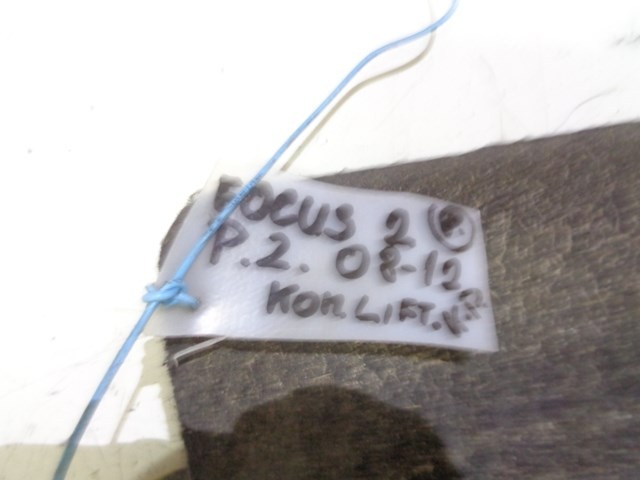 FOCUS 2 R.
P.2. 08-12
KOM LIFT.